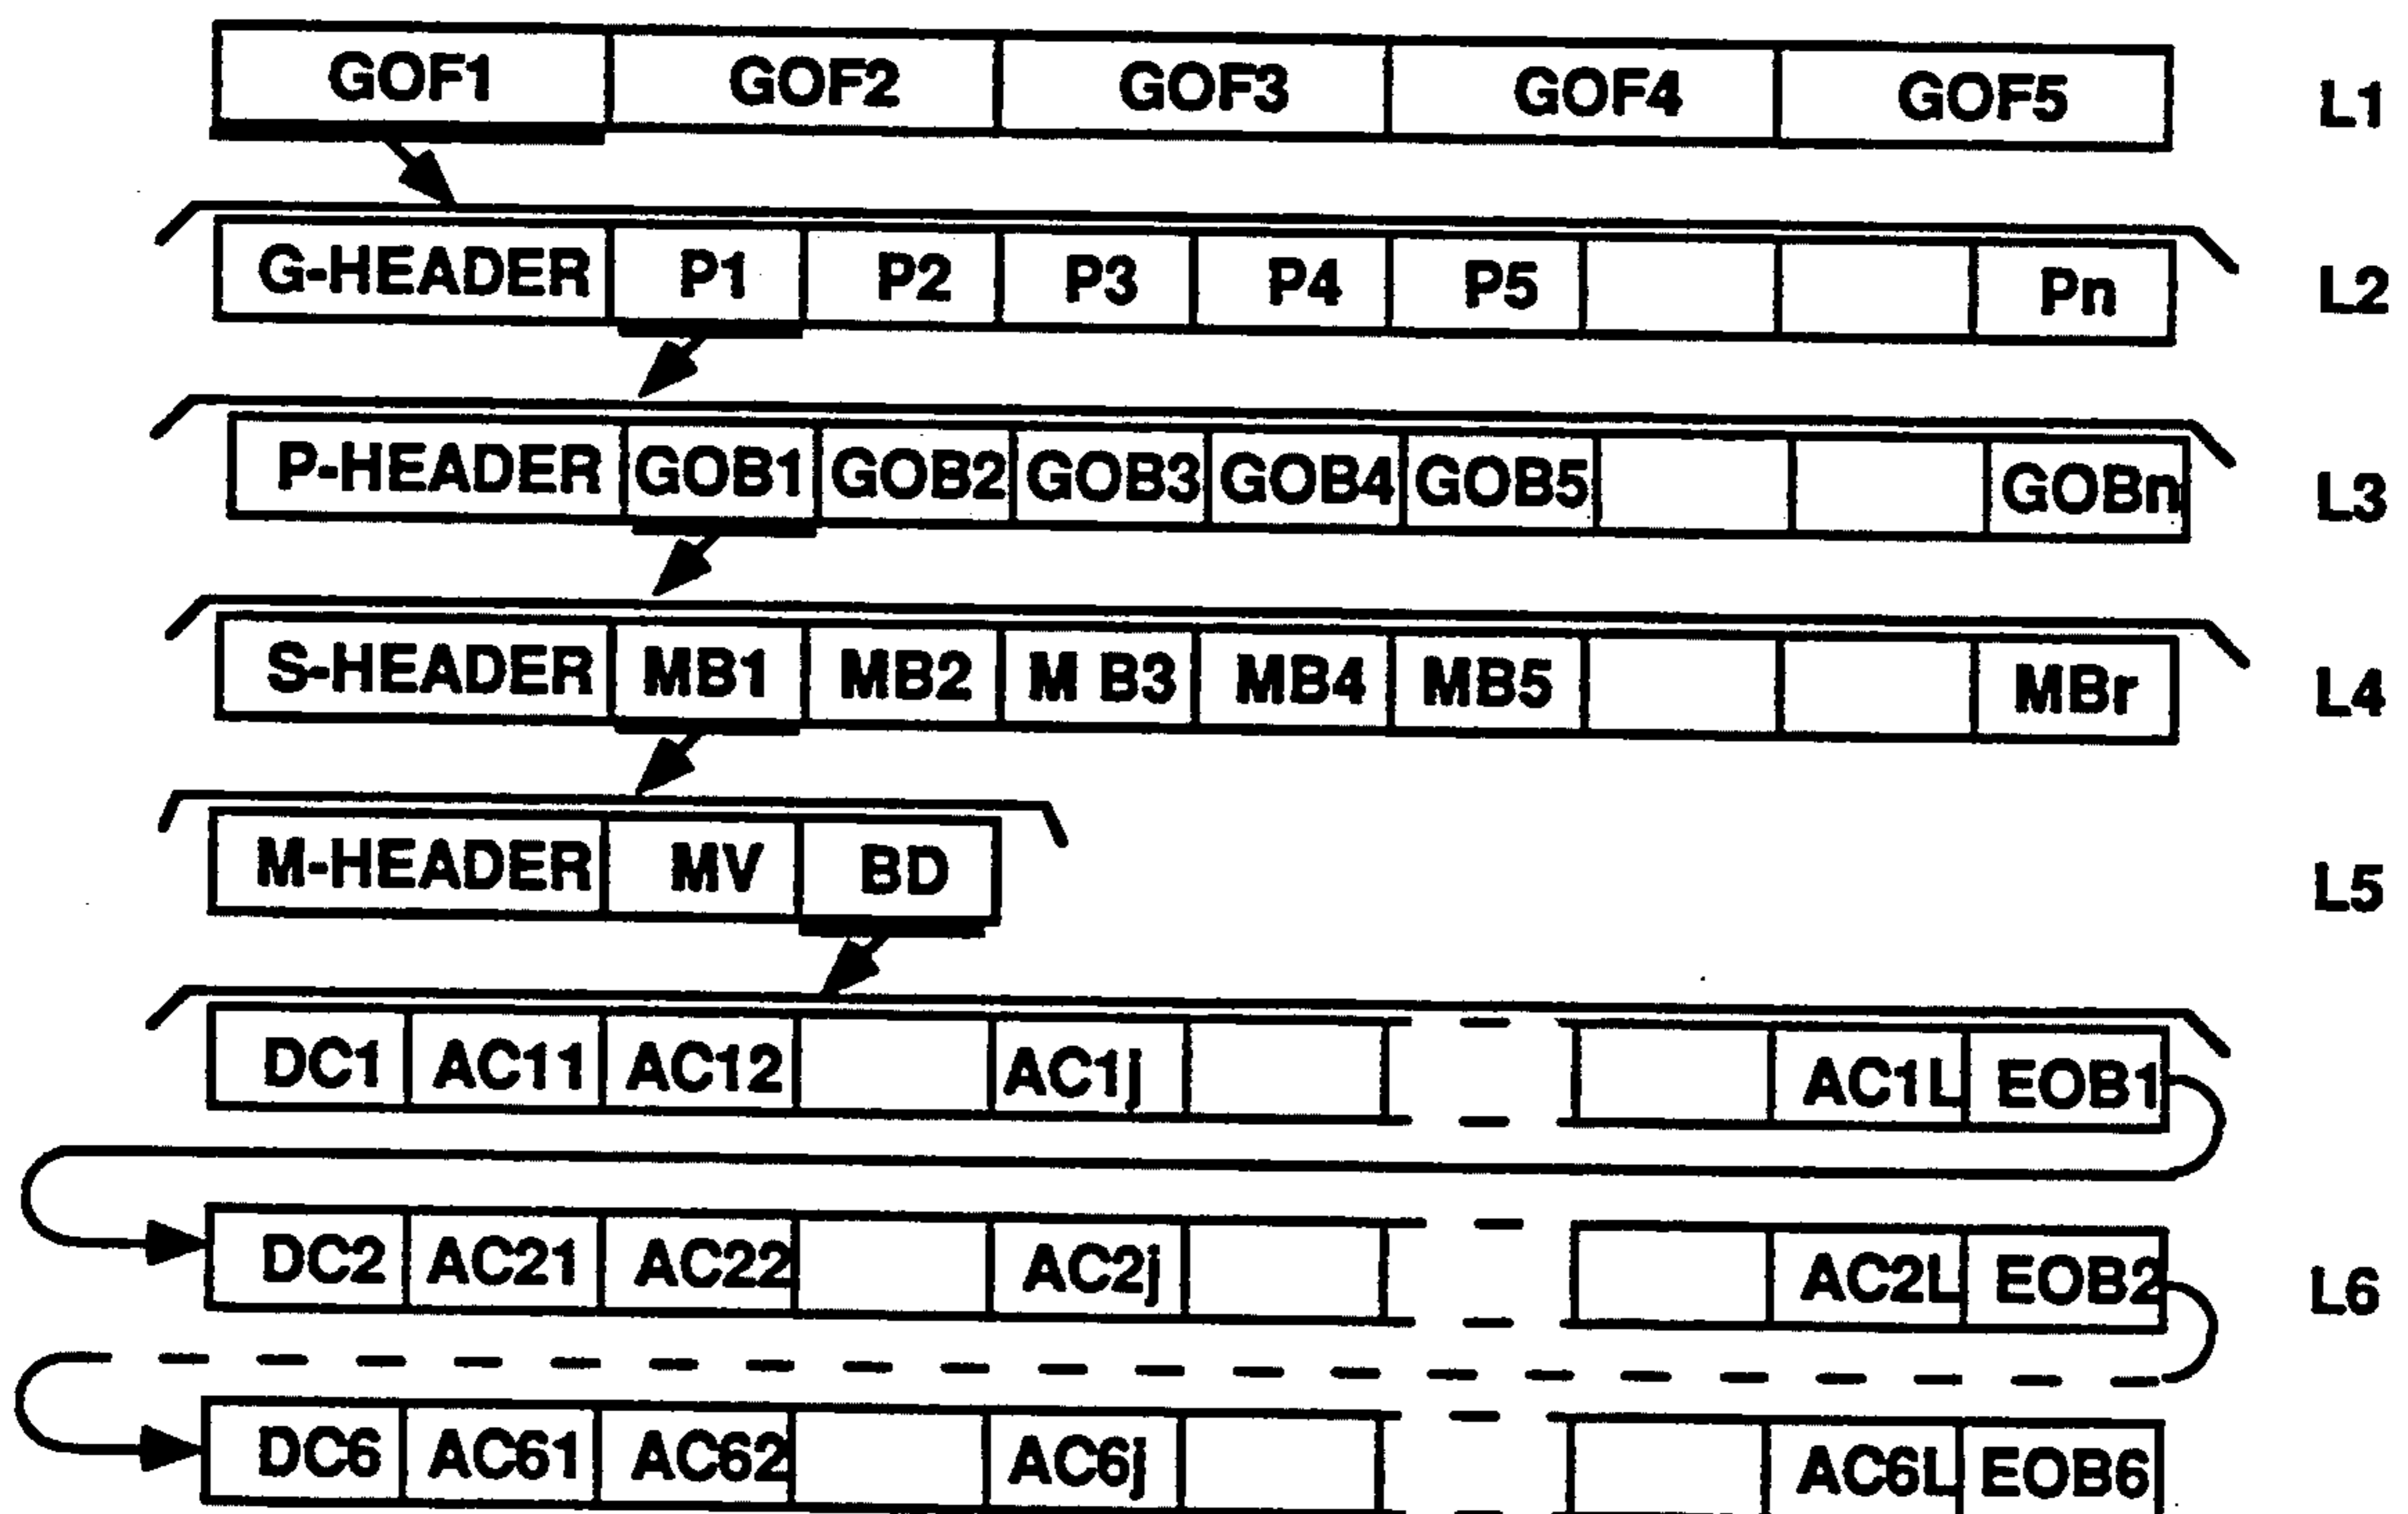 GOF1 GOF2 GOF3 GOF4 GOF5 L1
G-HEADER P1 P2 P3 P4 P5 Pn L2
P-HEADER GOB1 GOB2 GOB3 GOB4 GOB5 GOBn L3
S-HEADER MB1 MB2 M B3 MB4 MB5 MBr L4
M-HEADER MV BD L5
DC1 AC11 AC12 AC1j AC1L EOB1
DC2 AC21 AC22 AC2j AC2L EOB2 L6
DC6 AC61 AC62 AC6j AC6L EOB6